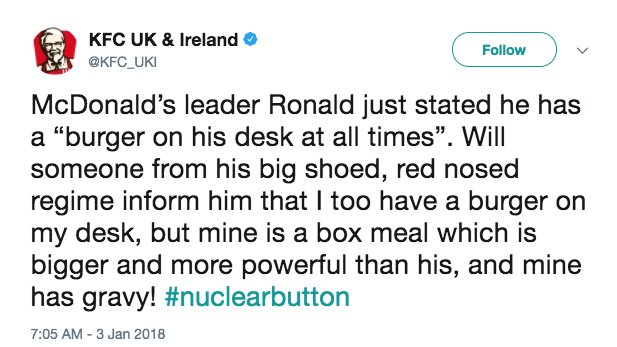 KFC UK & Ireland
@KFC_UKI
Follow
McDonald’s leader Ronald just stated he has
a “burger on his desk at all times”. Will
someone from his big shoed, red nosed
regime inform him that I too have a burger on
my desk, but mine is a box meal which is
bigger and more powerful than his, and mine
has gravy! #nuclearbutton
7:05 AM - 3 Jan 2018